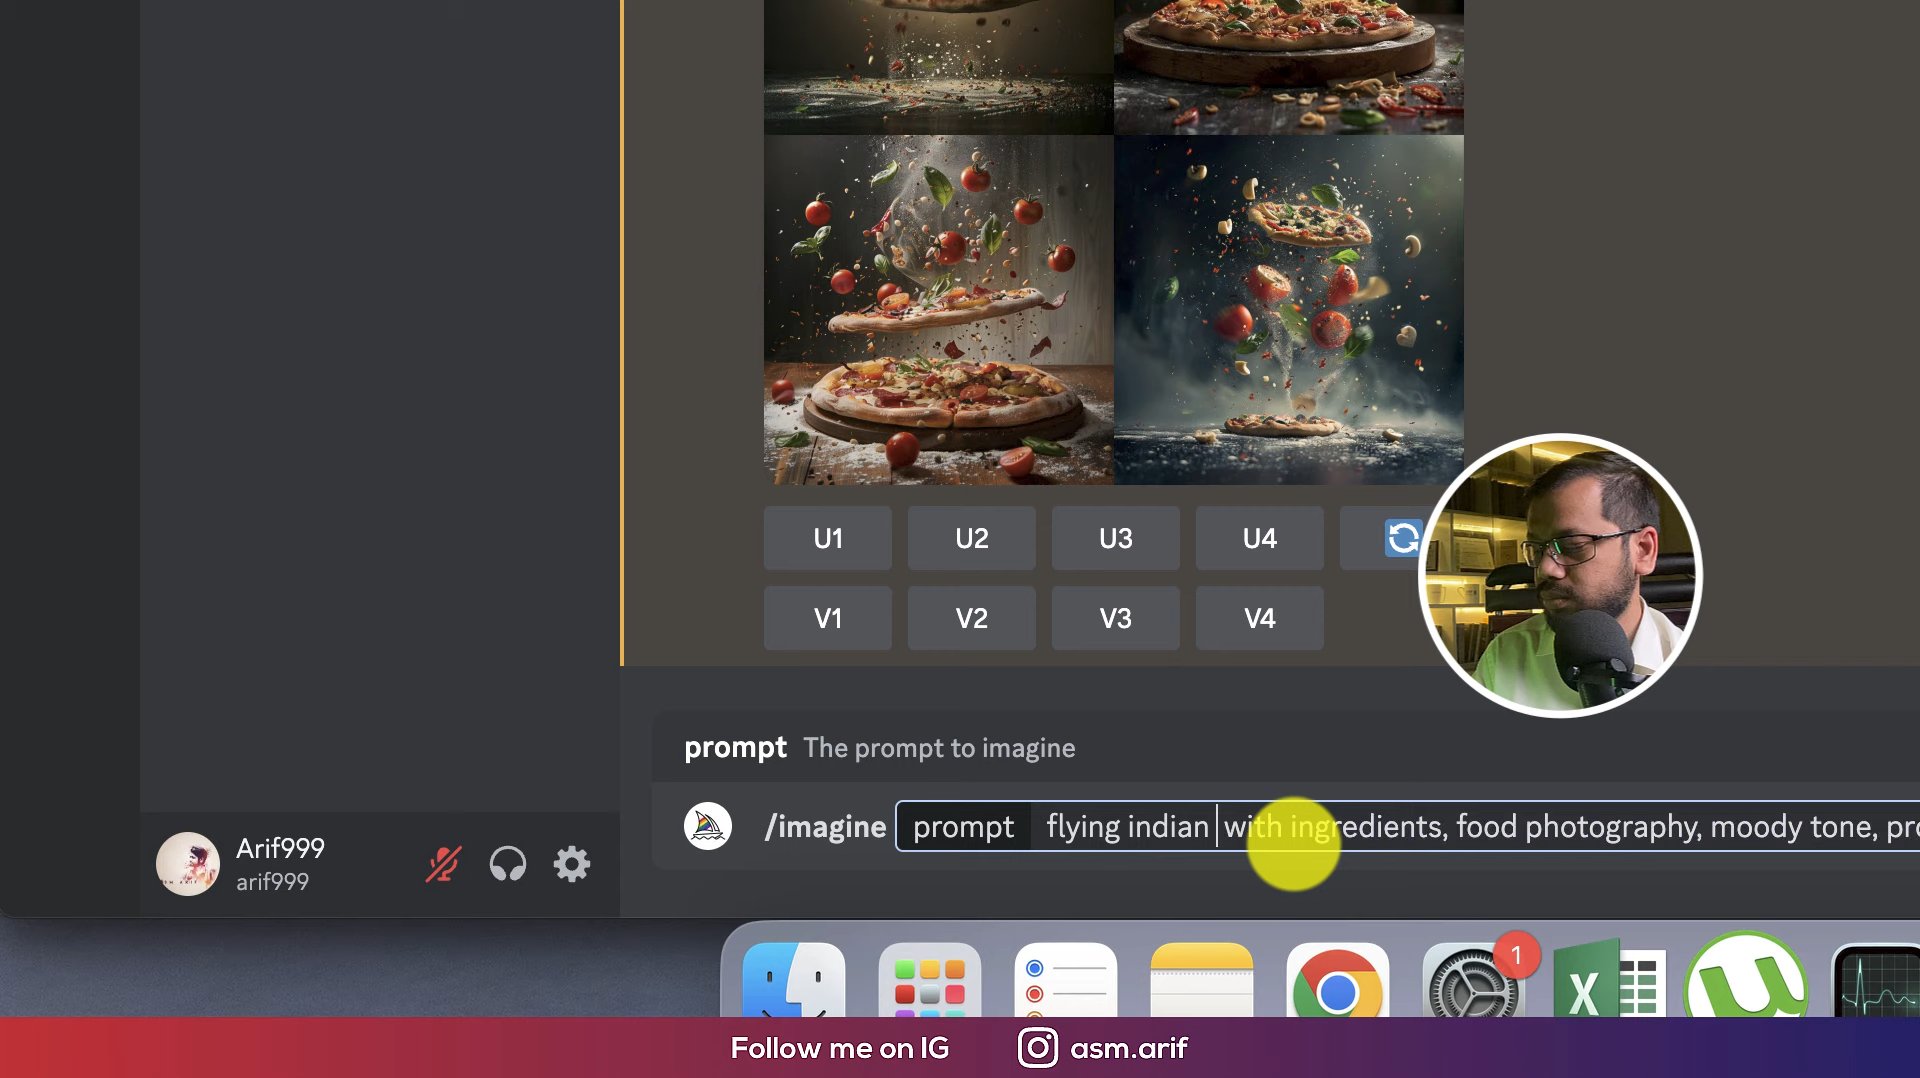 U1 U2 U3 U4
V1 V2 V3 V4
prompt The prompt to imagine
/imagine prompt flying indian with ingredients, food photography, moody tone,
Arif999
arif999
1
X
Follow me on IG asm.arif